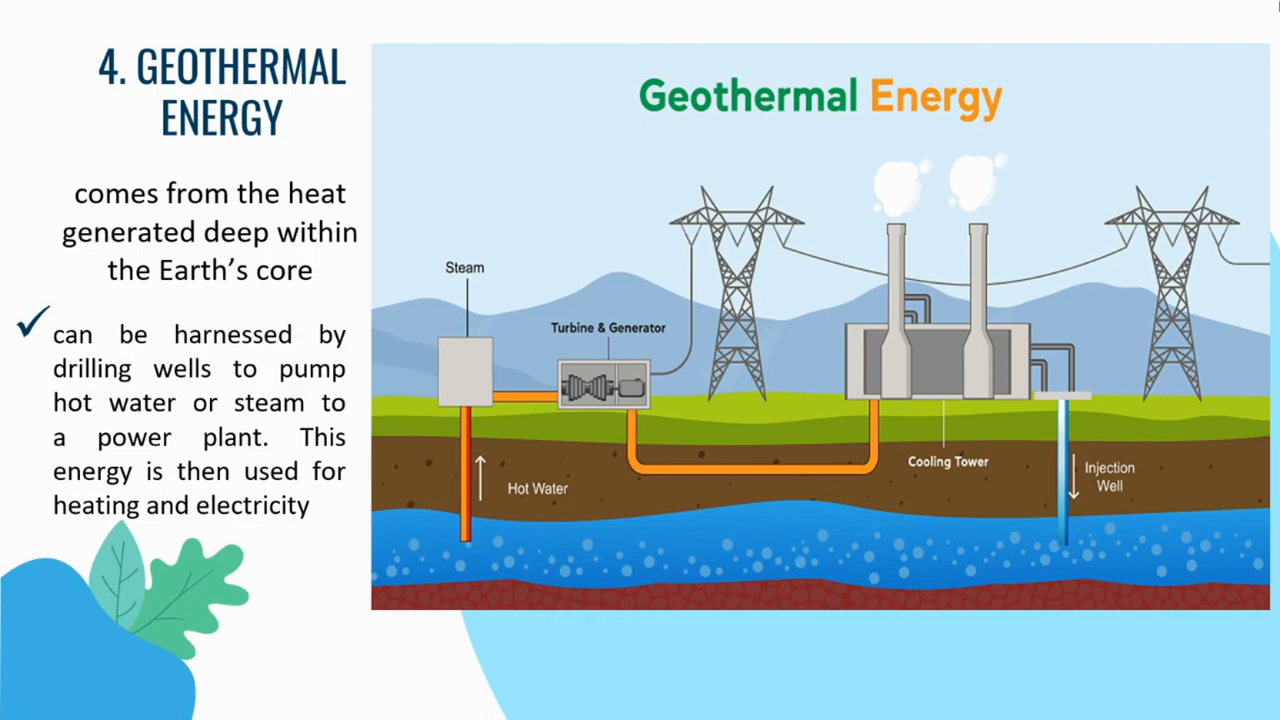 4. GEOTHERMAL
ENERGY
comes from the heat
generated deep within
the Earth’s core
can be harnessed by
drilling wells to pump
hot water or steam to
a power plant. This
energy is then used for
heating and electricity
Geothermal Energy
Steam
Turbine & Generator
Hot Water
Cooling Tower
Injection
Well